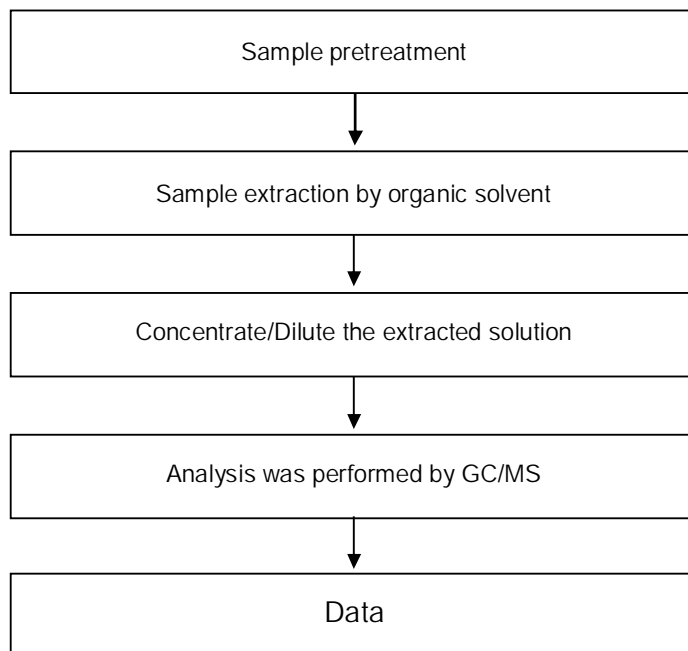 Sample pretreatment
Sample extraction by organic solvent
Concentrate/Dilute the extracted solution
Analysis was performed by GC/MS
Data